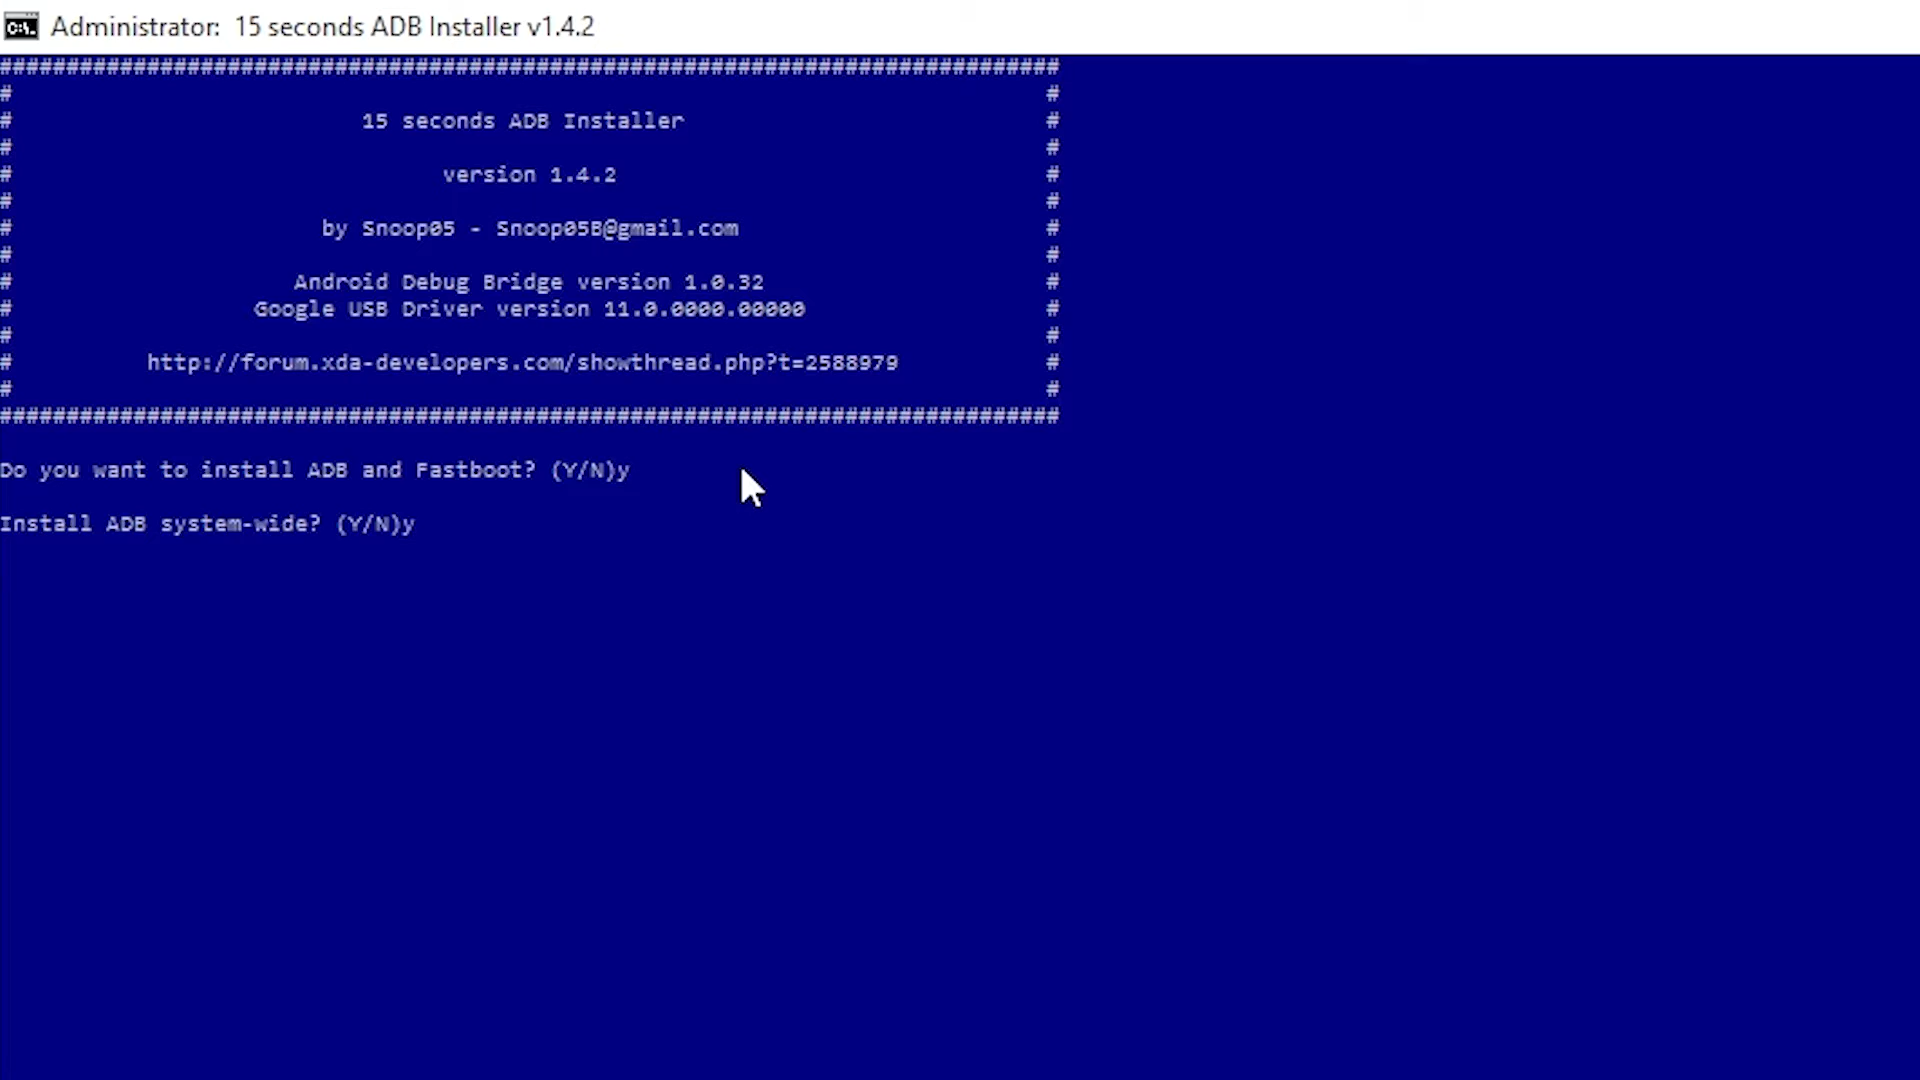 Administrator:  15 seconds ADB Installer v1.4.2
###############################################################################
#                                                                             #
#                          15 seconds ADB Installer                           #
#                                                                             #
#                                version 1.4.2                                #
#                                                                             #
#                       by Snoop05 - Snoop05B@gmail.com                       #
#                                                                             #
#                     Android Debug Bridge version 1.0.32                     #
#                  Google USB Driver version 11.0.0000.00000                  #
#                                                                             #
#          http://forum.xda-developers.com/showthread.php?t=2588979           #
#                                                                             #
###############################################################################
Do you want to install ADB and Fastboot? (Y/N)y
Install ADB system-wide? (Y/N)y